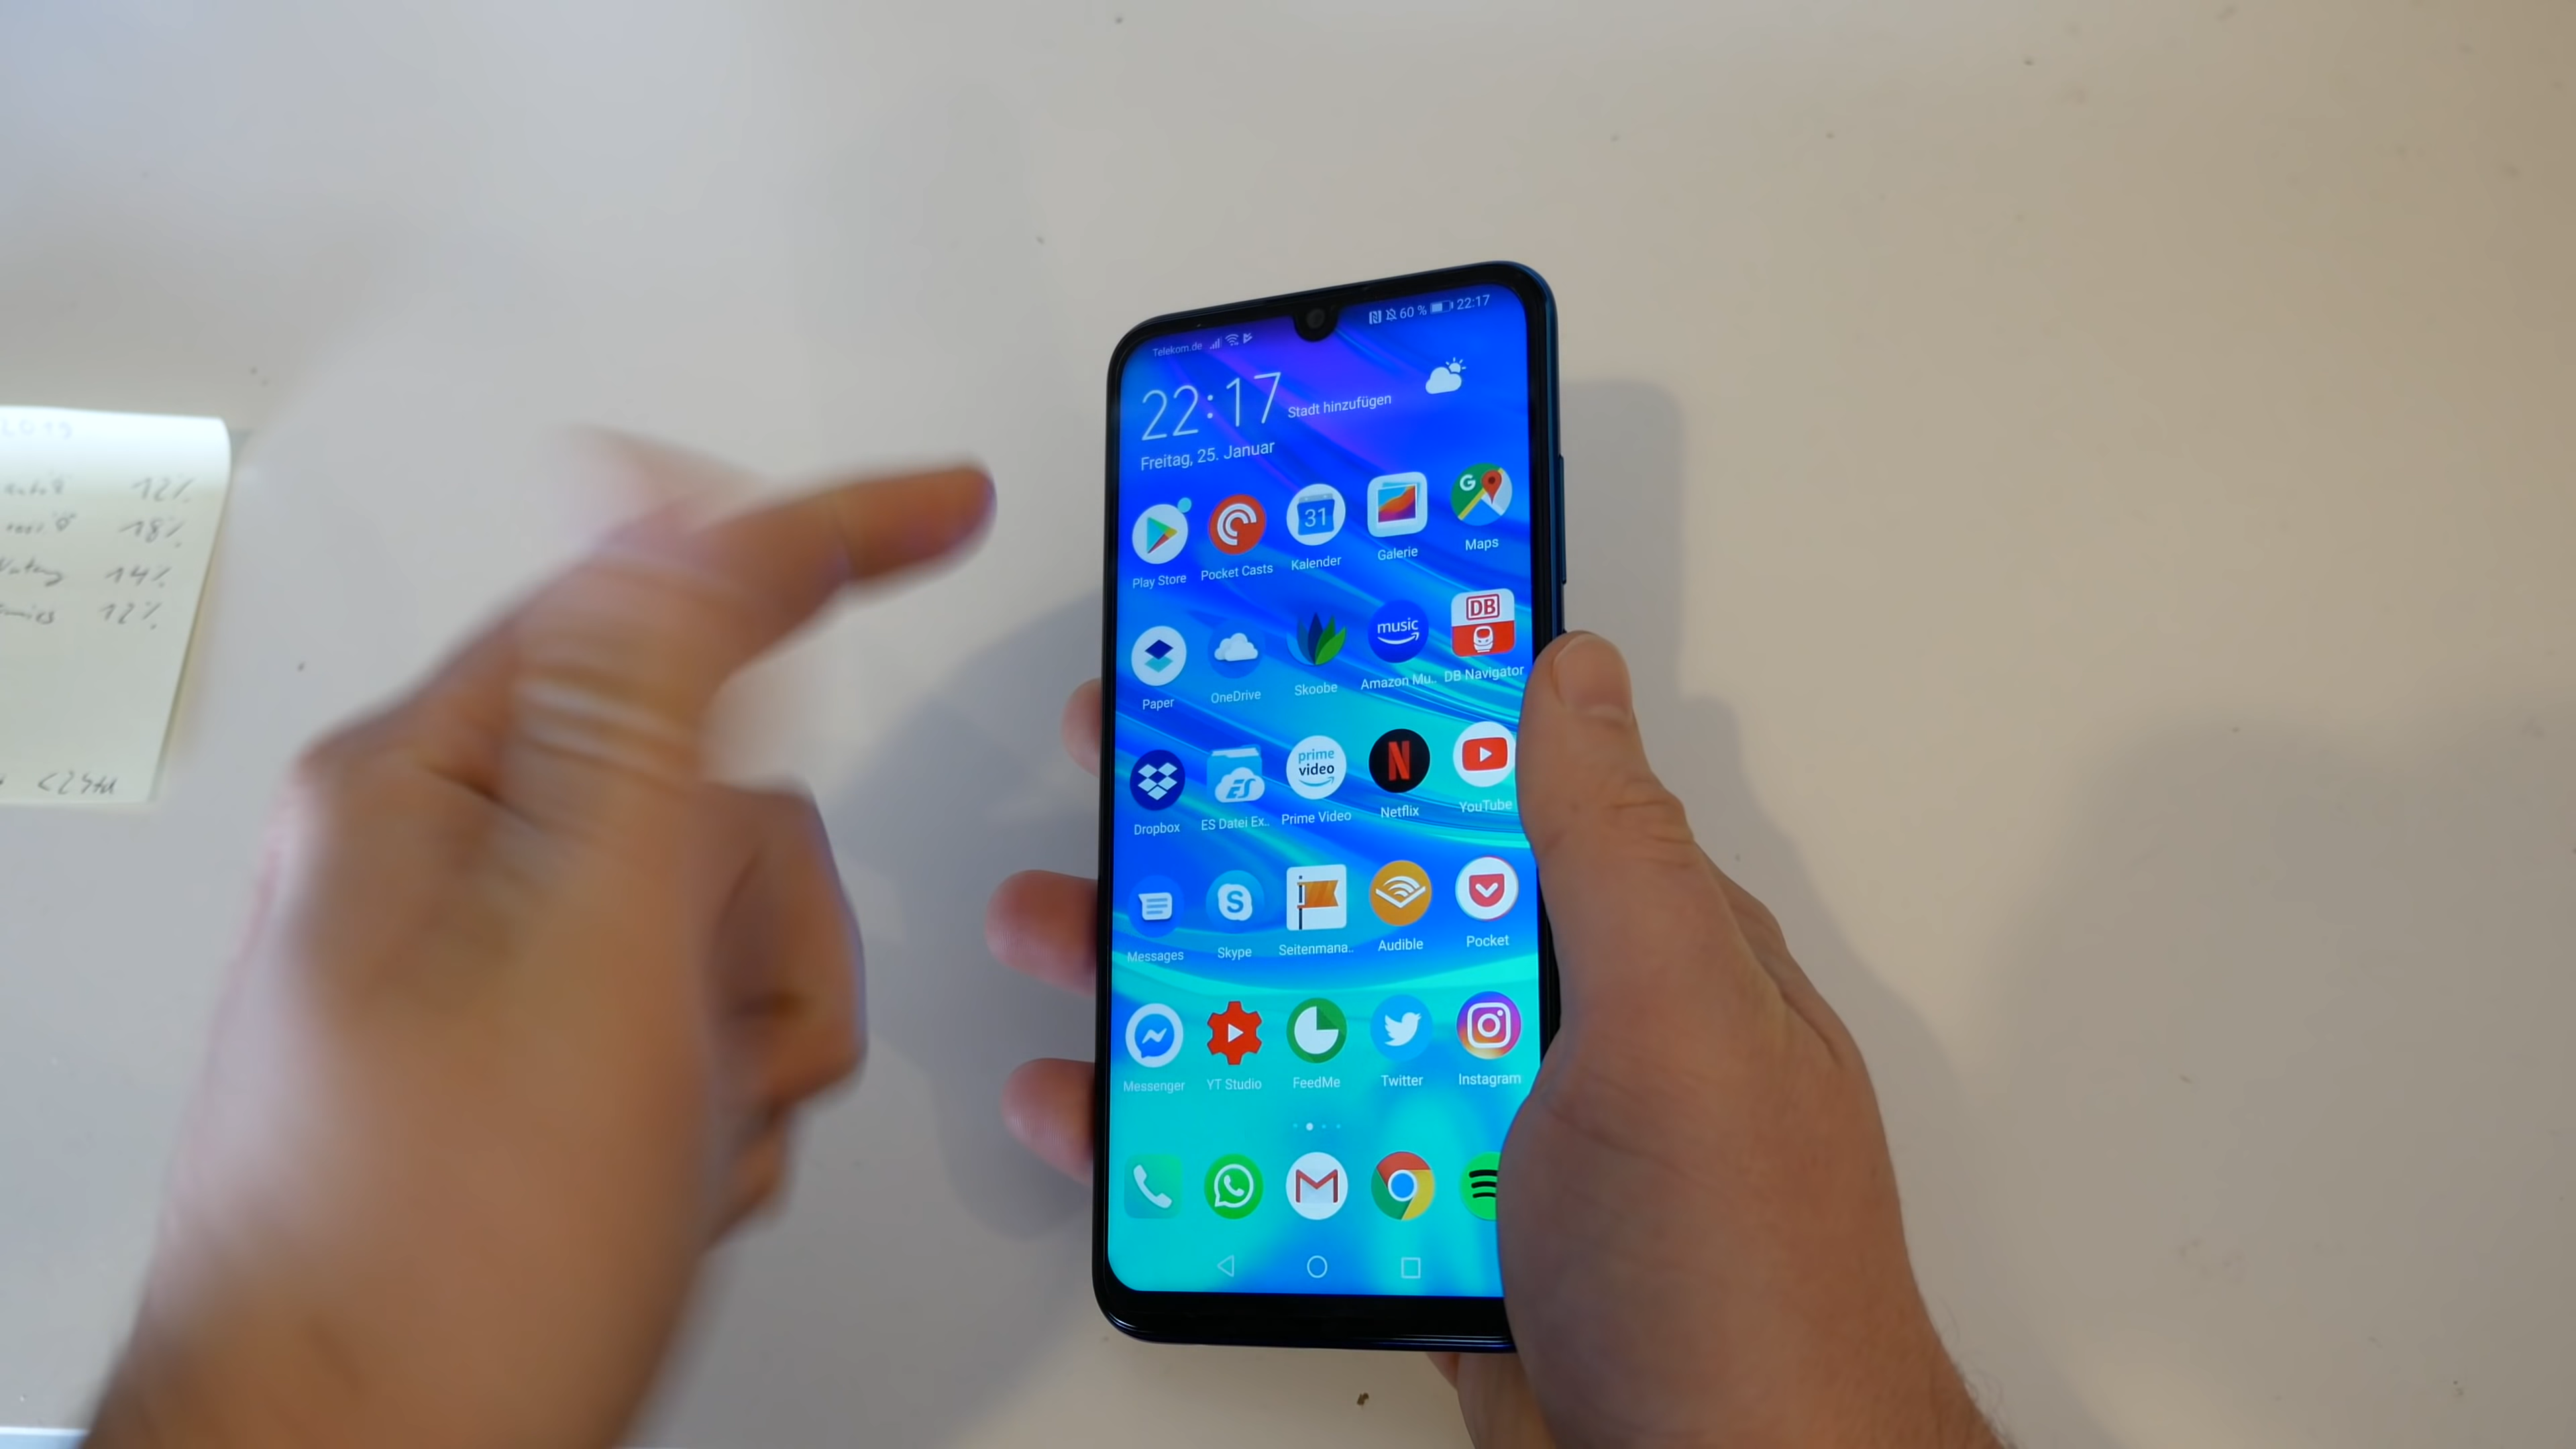 12%
18%
14%
12%
Telekom.de 60 % 22:17
22:17 Stadt hinzufügen
Freitag, 25. Januar
31
G
Play Store Pocket Casts Kalender Galerie Maps
music
DB
Paper OneDrive Skoobe Amazon Mu.. DB Navigator
ES
prime video
N
Dropbox ES Datei Ex.. Prime Video Netflix YouTube
S
Messages Skype Seitenmana.. Audible Pocket
Messenger YT Studio FeedMe Twitter Instagram